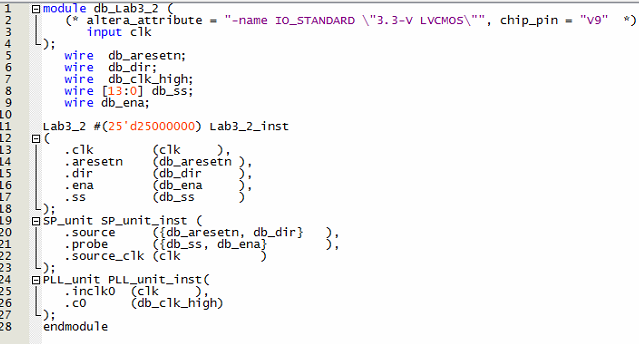 1 module db_Lab3_2 (
2 (* altera_attribute = "-name IO_STANDARD \"3.3-V LVCMOS\"", chip_pin = "V9" *)
3 input clk
4 );
5 wire db_aresetn;
6 wire db_dir;
7 wire db_clk_high;
8 wire [13:0] db_ss;
9 wire db_ena;
10
11 Lab3_2 #(25'd25000000) Lab3_2_inst
12 (
13 .clk (clk ),
14 .aresetn (db_aresetn ),
15 .dir (db_dir ),
16 .ena (db_ena ),
17 .ss (db_ss )
18 );
19 SP_unit SP_unit_inst (
20 .source ({db_aresetn, db_dir} ),
21 .probe ({db_ss, db_ena} ),
22 .source_clk (clk )
23 );
24 PLL_unit PLL_unit_inst(
25 .inclk0 (clk ),
26 .c0 (db_clk_high)
27 );
28 endmodule